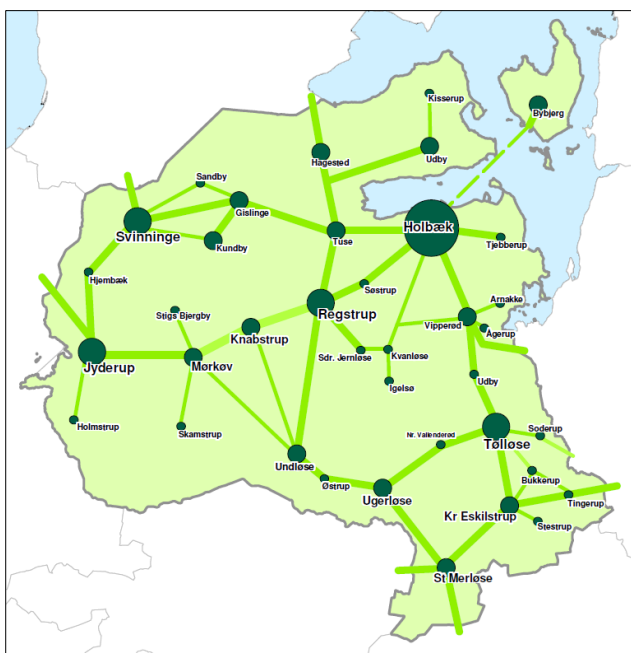 Kisserup
Bybjerg
Hagested
Udby
Sandby
Gislinge
Svinninge
Kundby
Tuse
Holbæk
Tjebberup
Hjembæk
Søstrup
Stigs Bjergby
Regstrup
Arnakke
Vipperød
Ågerup
Knabstrup
Jyderup
Mørkøv
Sdr. Jernløse
Kvanløse
Igelsø
Udby
Holmstrup
Skamstrup
Nr. Vallenderød
Tølløse
Soderup
Undløse
Østrup
Ugerløse
Bukkerup
Tingerup
Kr Eskilstrup
Stestrup
St Merløse